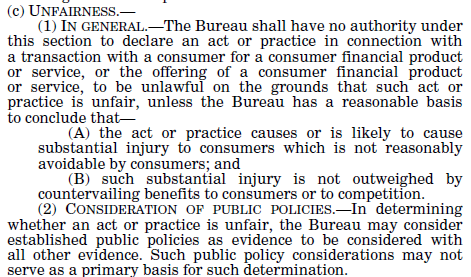 (c) UNFAIRNESS.—
(1) IN GENERAL.—The Bureau shall have no authority under
this section to declare an act or practice in connection with
a transaction with a consumer for a consumer financial product
or service, or the offering of a consumer financial product
or service, to be unlawful on the grounds that such act or
practice is unfair, unless the Bureau has a reasonable basis
to conclude that—
(A) the act or practice causes or is likely to cause
substantial injury to consumers which is not reasonably
avoidable by consumers; and
(B) such substantial injury is not outweighed by
countervailing benefits to consumers or to competition.
(2) CONSIDERATION OF PUBLIC POLICIES.—In determining
whether an act or practice is unfair, the Bureau may consider
established public policies as evidence to be considered with
all other evidence. Such public policy considerations may not
serve as a primary basis for such determination.